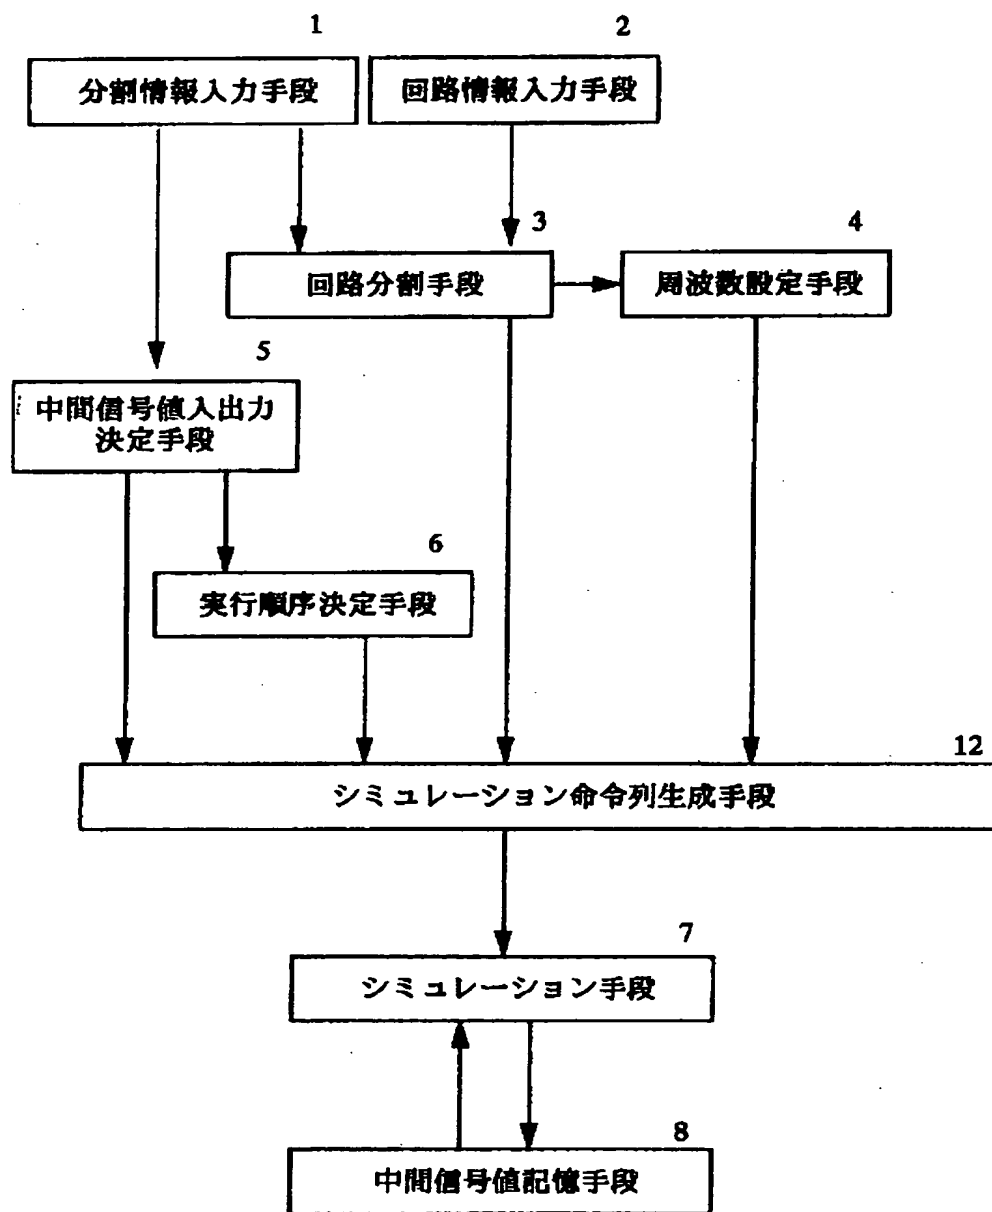 1
2
分割情報入力手段
回路情報入力手段
3
4
回路分割手段
周波数設定手段
5
中間信号値入出力
決定手段
6
実行順序決定手段
12
シミュレーション命令列生成手段
7
シミュレーション手段
8
中間信号値記憶手段